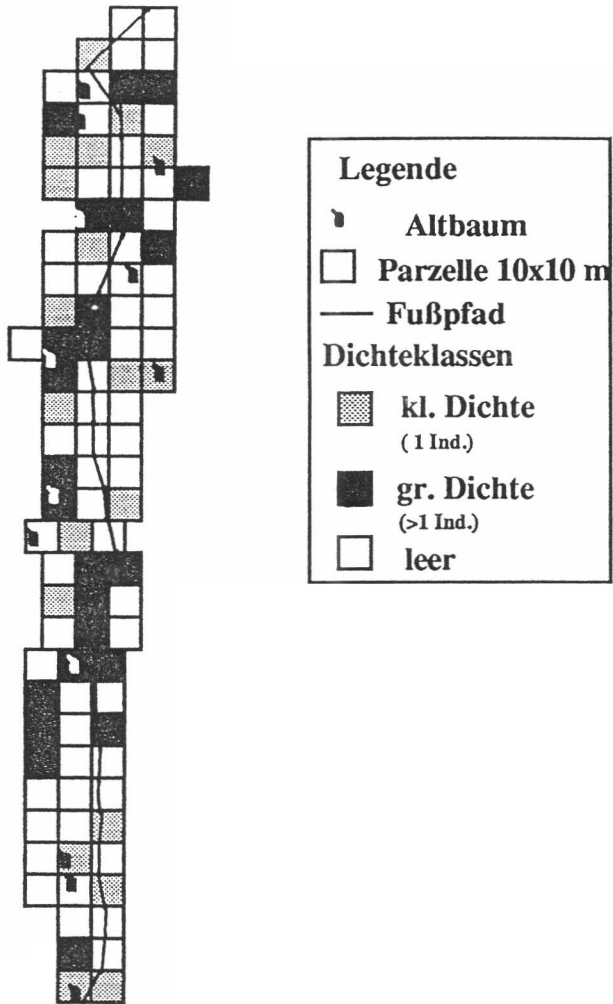 Legende
Altbaum
Parzelle 10x10 m
Fußpfad
Dichteklassen
kl. Dichte
( 1 Ind.)
gr. Dichte
(>1 Ind.)
leer